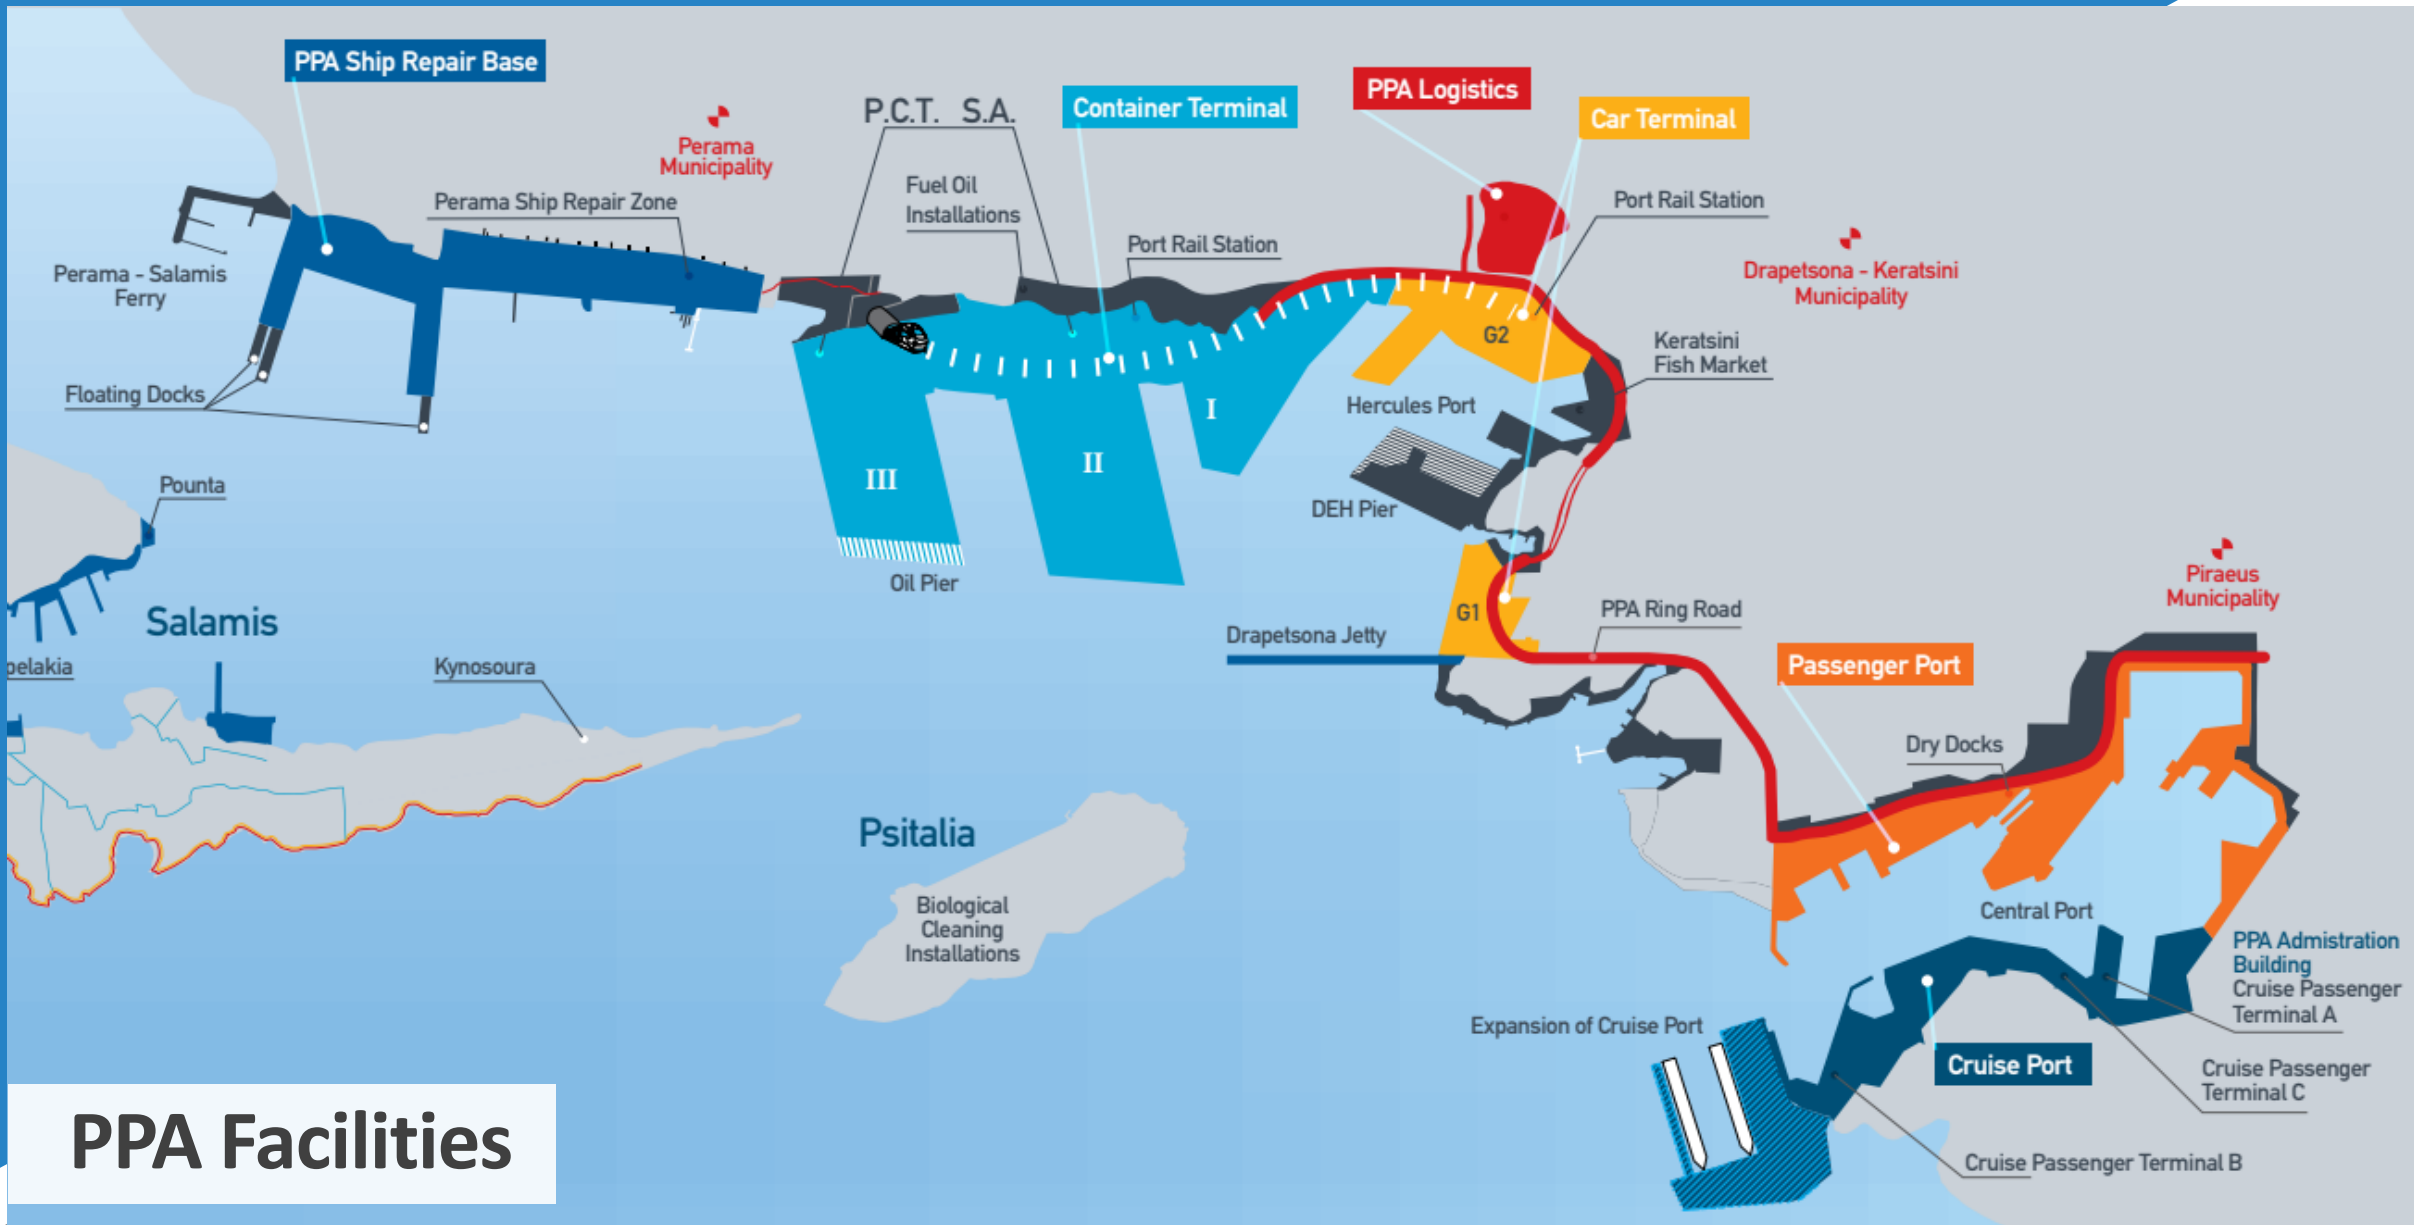 PPA Ship Repair Base
P.C.T. S.A.
Container Terminal
PPA Logistics
Car Terminal
Perama
Municipality
Fuel Oil
Installations
Perama Ship Repair Zone
Port Rail Station
Port Rail Station
Perama - Salamis
Ferry
Drapetsona - Keratsini
Municipality
G2
Keratsini
Fish Market
Floating Docks
Hercules Port
I
II
III
Pounta
DEH Pier
Oil Pier
Piraeus
Municipality
Salamis
G1
PPA Ring Road
Drapetsona Jetty
pelakia
Kynosoura
Passenger Port
Dry Docks
Psitalia
Biological
Cleaning
Installations
Central Port
PPA Admistration
Building
Cruise Passenger
Terminal A
Expansion of Cruise Port
Cruise Port
Cruise Passenger
Terminal C
Cruise Passenger Terminal B
PPA Facilities